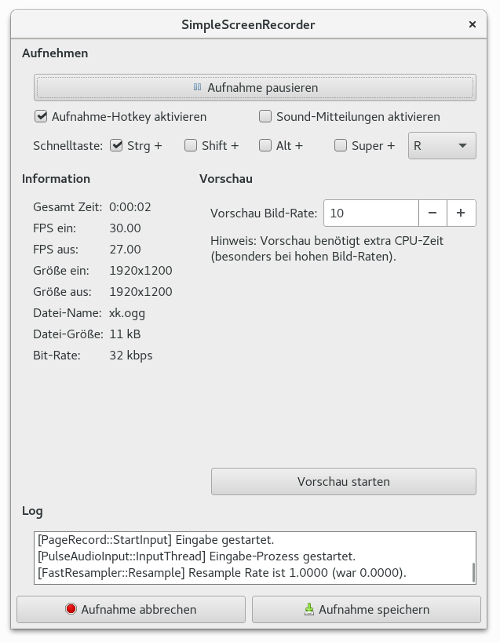 SimpleScreenRecorder
Aufnehmen
Aufnahme pausieren
Aufnahme-Hotkey aktivieren Sound-Mitteilungen aktivieren
Schnelltaste: Strg + Shift + Alt + Super + R
Information Vorschau
Gesamt Zeit: 0:00:02
FPS ein: 30.00
FPS aus: 27.00
Größe ein: 1920x1200
Größe aus: 1920x1200
Datei-Name: xk.ogg
Datei-Größe: 11 kB
Bit-Rate: 32 kbps
Vorschau Bild-Rate: 10
Hinweis: Vorschau benötigt extra CPU-Zeit
(besonders bei hohen Bild-Raten).
Vorschau starten
Log
[PageRecord::StartInput] Eingabe gestartet.
[PulseAudioInput::InputThread] Eingabe-Prozess gestartet.
[FastResampler::Resample] Resample Rate ist 1.0000 (war 0.0000).
Aufnahme abbrechen Aufnahme speichern